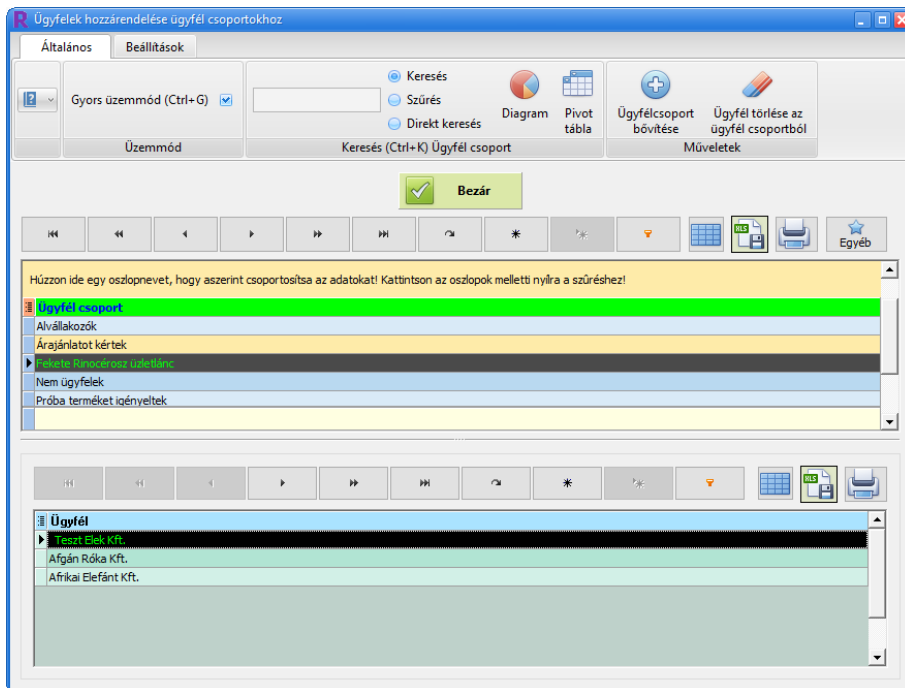 Ügyfelek hozzárendelése ügyfél csoportokhoz
Általános Beállítások
Gyors üzemmód (Ctrl+G)
Üzemmód
Keresés
Szűrés
Direkt keresés
Diagram
Pivot
tábla
Keresés (Ctrl+K) Ügyfél csoport
Ügyfélcsoport
bővítése
Ügyfél törlése az
ügyfél csoportból
Műveletek
Bezár
XLS
Egyéb
Húzzon ide egy oszlopnevet, hogy aszerint csoportosítsa az adatokat! Kattintson az oszlopok melletti nyílra a szűréshez!
Ügyfél csoport
Alvállakozók
Árajánlatot kértek
Fekete Rinocérosz üzletlánc
Nem ügyfelek
Próba terméket igényeltek
XLS
Ügyfél
Teszt Elek Kft.
Afgán Róka Kft.
Afrikai Elefánt Kft.